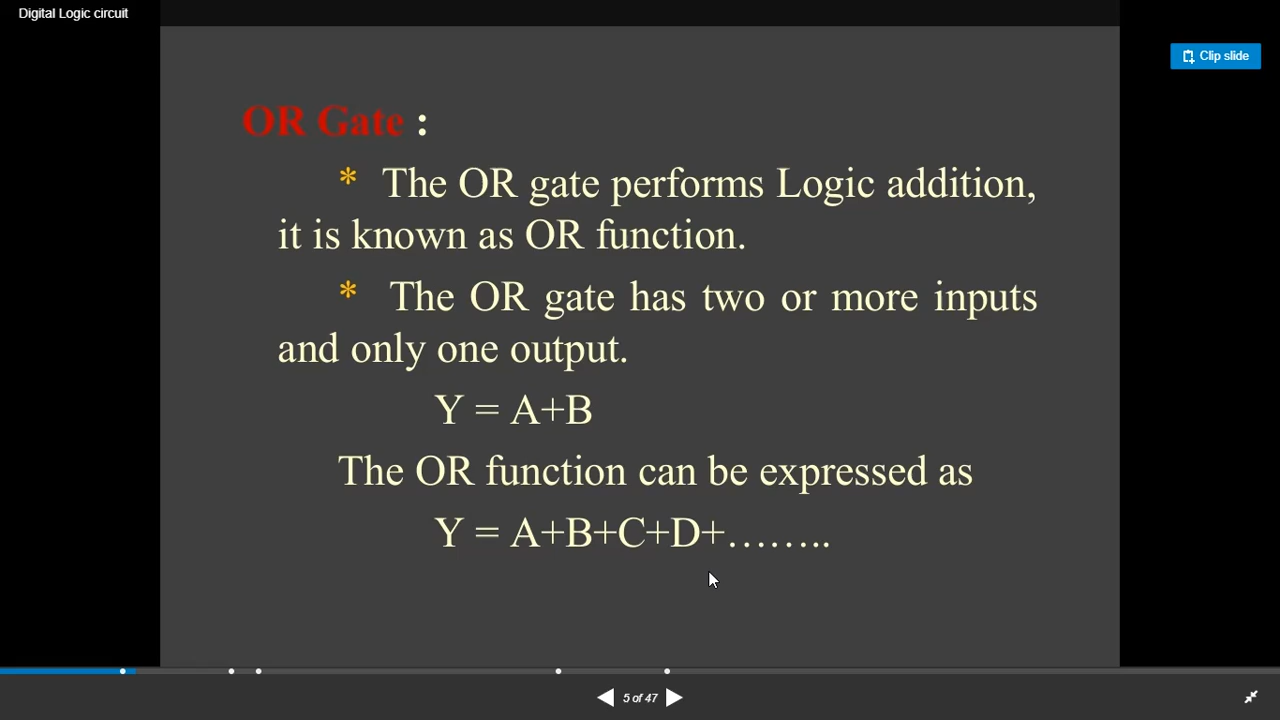 Digital Logic circuit
Clip slide
OR Gate :
* The OR gate performs Logic addition,
it is known as OR function.
* The OR gate has two or more inputs
and only one output.
Y = A+B
The OR function can be expressed as
Y = A+B+C+D+……..
5 of 47